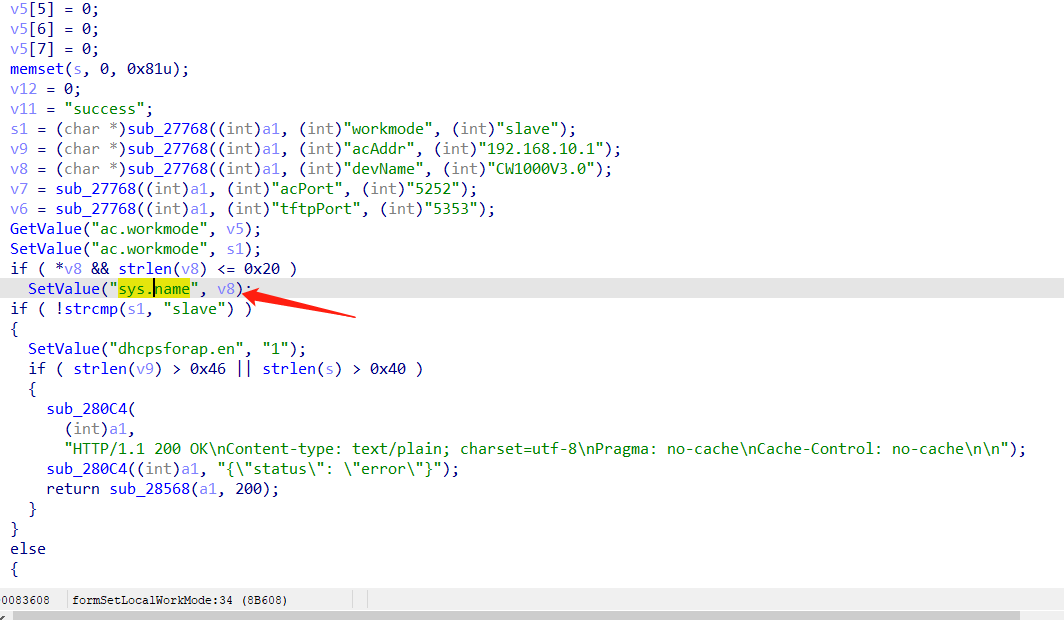 v5[5] = 0;
v5[6] = 0;
v5[7] = 0;
memset(s, 0, 0x81u);
v12 = 0;
v11 = "success";
s1 = (char *)sub_27768((int)a1, (int)"workmode", (int)"slave");
v9 = (char *)sub_27768((int)a1, (int)"acAddr", (int)"192.168.10.1");
v8 = (char *)sub_27768((int)a1, (int)"devName", (int)"CW1000V3.0");
v7 = sub_27768((int)a1, (int)"acPort", (int)"5252");
v6 = sub_27768((int)a1, (int)"tftpPort", (int)"5353");
GetValue("ac.workmode", v5);
SetValue("ac.workmode", s1);
if ( *v8 && strlen(v8) <= 0x20 )
SetValue("sys.name", v8);
if ( !strcmp(s1, "slave") )
{
SetValue("dhcpsforap.en", "1");
if ( strlen(v9) > 0x46 || strlen(s) > 0x40 )
{
sub_280C4(
(int)a1,
"HTTP/1.1 200 OK\nContent-type: text/plain; charset=utf-8\nPragma: no-cache\nCache-Control: no-cache\n\n");
sub_280C4((int)a1, "{\"status\": \"error\"}");
return sub_28568(a1, 200);
}
}
else
{
0083608 formSetLocalWorkMode:34 (8B608)